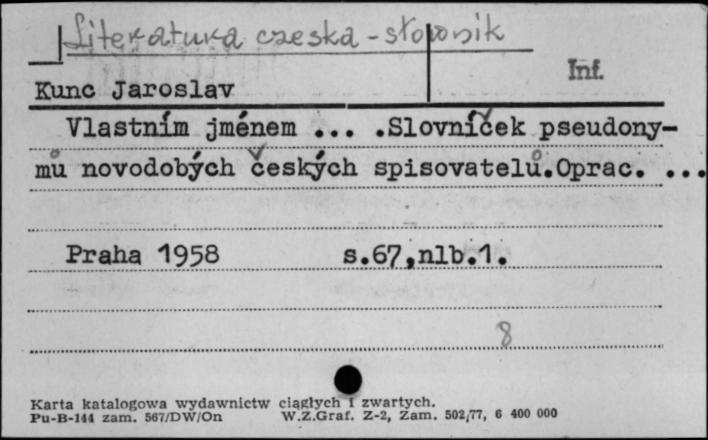 Literatura czeska - słownik
Inf.
Kunc Jaroslav
Vlastním jménem ... .Slovníček pseudony-
mů novodobých českých spisovatelů.Oprac. ...
Praha 1958 s.67,nlb.1.
8
Karta katalogowa wydawnictw ciągłych i zwartych.
Pu-B-144 zam. 567/DW/On W.Z.Graf. Z-2, Zam. 502/77, 6 400 000